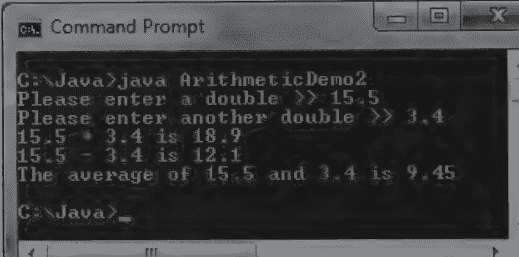 Command Prompt
C:\Java>java ArithmeticDemo2
Please enter a double >> 15.5
Please enter another double >> 3.4
15.5 + 3.4 is 18.9
15.5 - 3.4 is 12.1
The average of 15.5 and 3.4 is 9.45
C:\Java>_